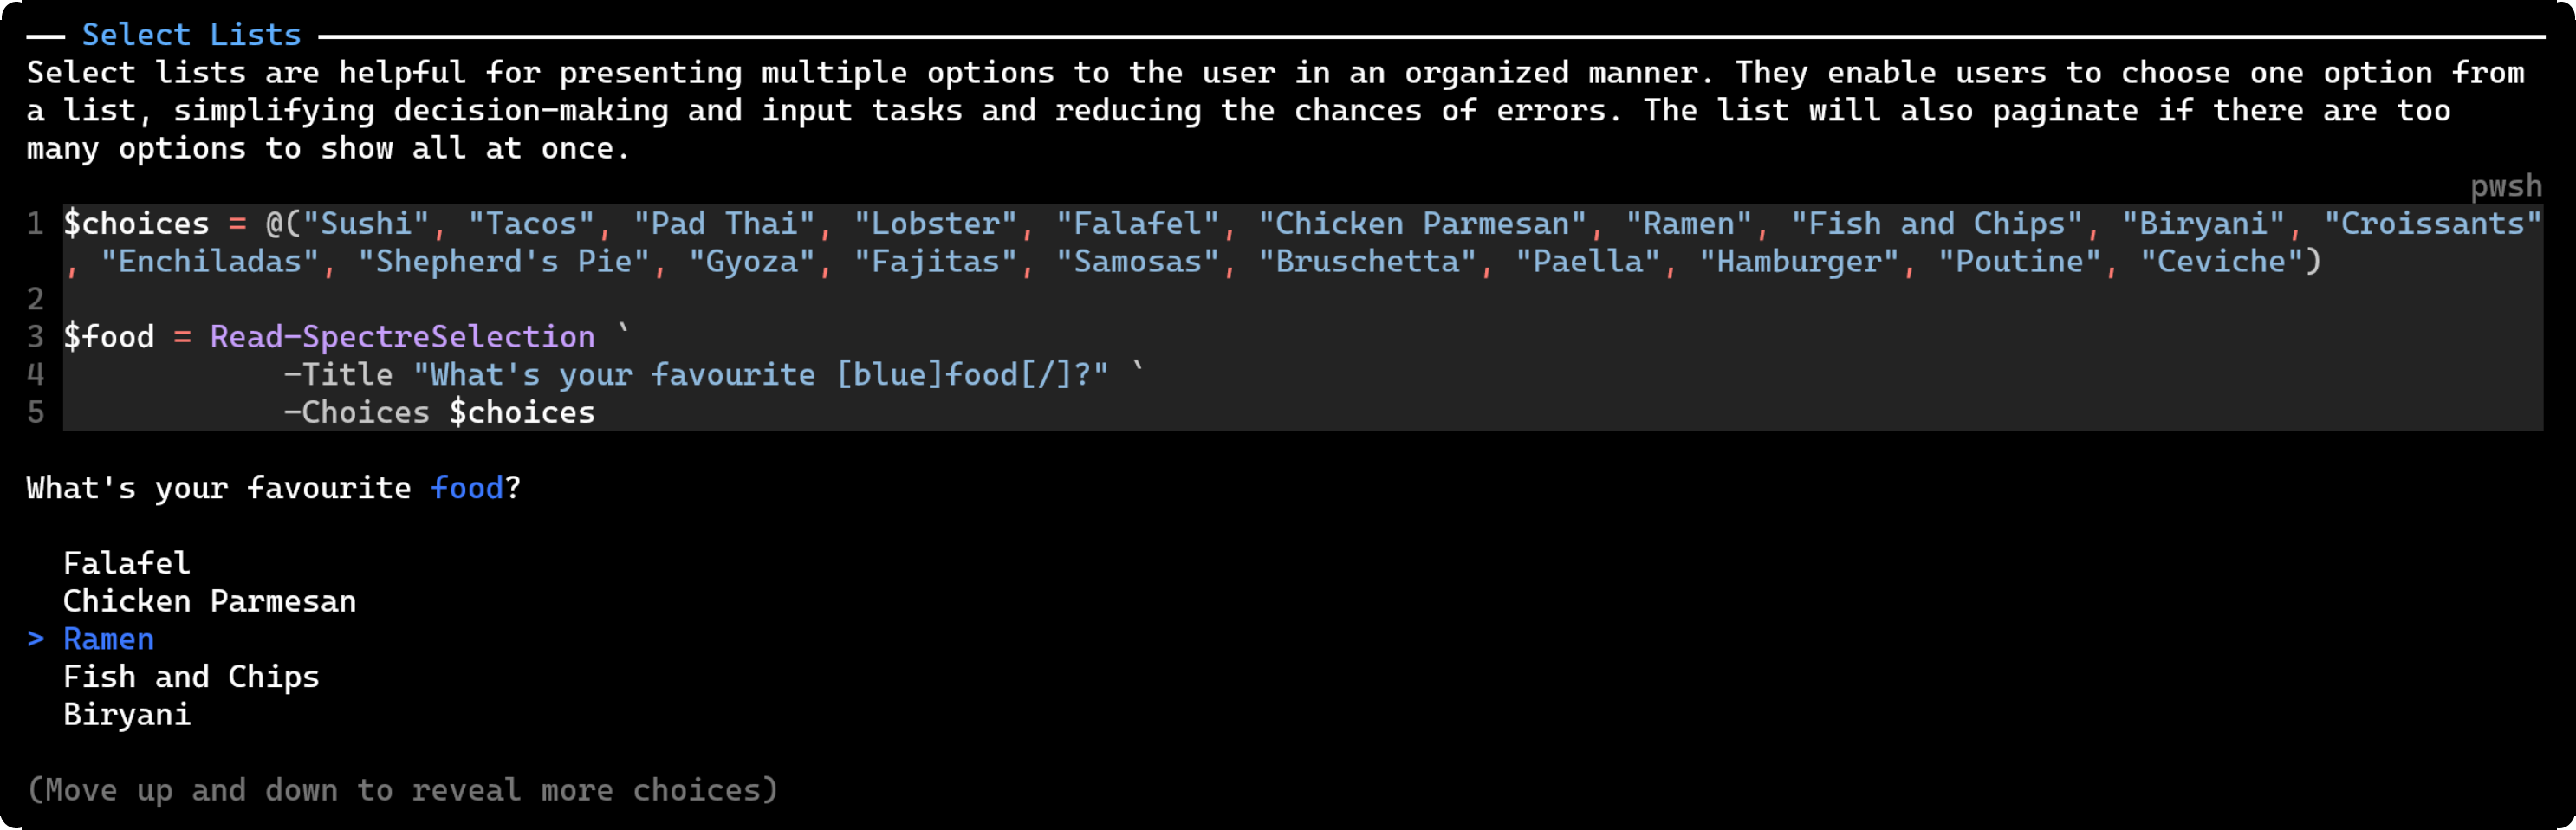 Select Lists
Select lists are helpful for presenting multiple options to the user in an organized manner. They enable users to choose one option from
a list, simplifying decision-making and input tasks and reducing the chances of errors. The list will also paginate if there are too
many options to show all at once.
pwsh
1 $choices = @("Sushi", "Tacos", "Pad Thai", "Lobster", "Falafel", "Chicken Parmesan", "Ramen", "Fish and Chips", "Biryani", "Croissants"
, "Enchiladas", "Shepherd's Pie", "Gyoza", "Fajitas", "Samosas", "Bruschetta", "Paella", "Hamburger", "Poutine", "Ceviche")
2
3 $food = Read-SpectreSelection `
4             -Title "What's your favourite [blue]food[/]?" `
5             -Choices $choices
What's your favourite food?
Falafel
Chicken Parmesan
> Ramen
Fish and Chips
Biryani
(Move up and down to reveal more choices)